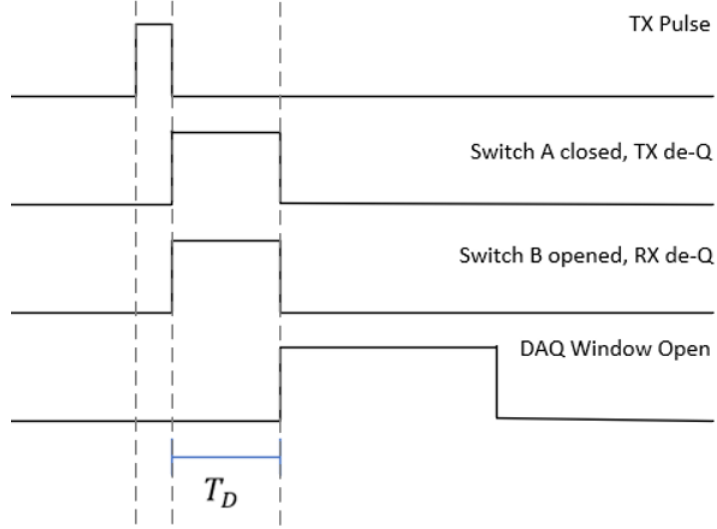 TX Pulse
Switch A closed, TX de-Q
Switch B opened, RX de-Q
DAQ Window Open
T_D